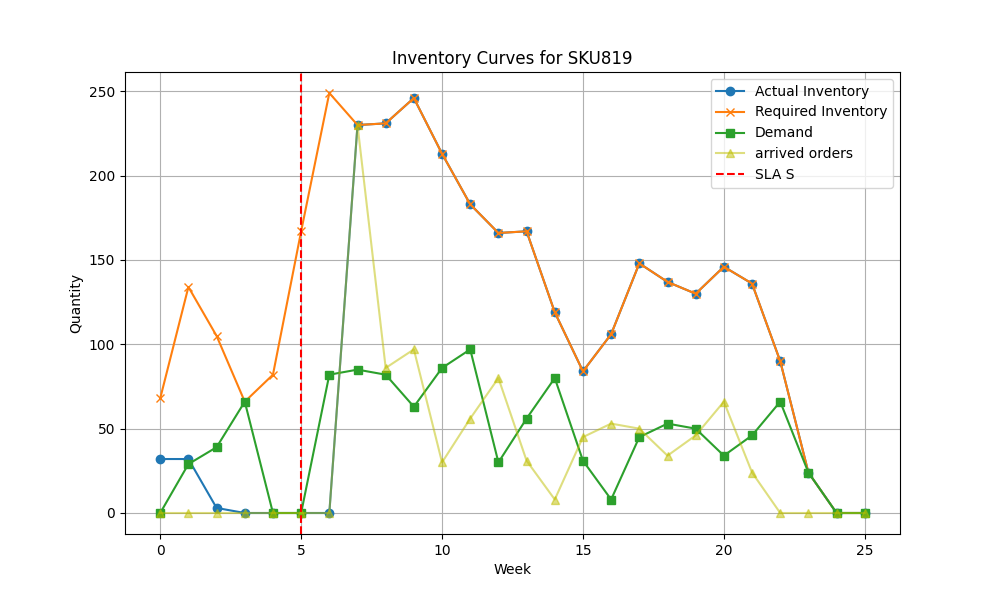 Inventory Curves for SKU819
Actual Inventory
Required Inventory
Demand
arrived orders
SLA S
Quantity
250
200
150
100
50
0
0 5 10 15 20 25
Week